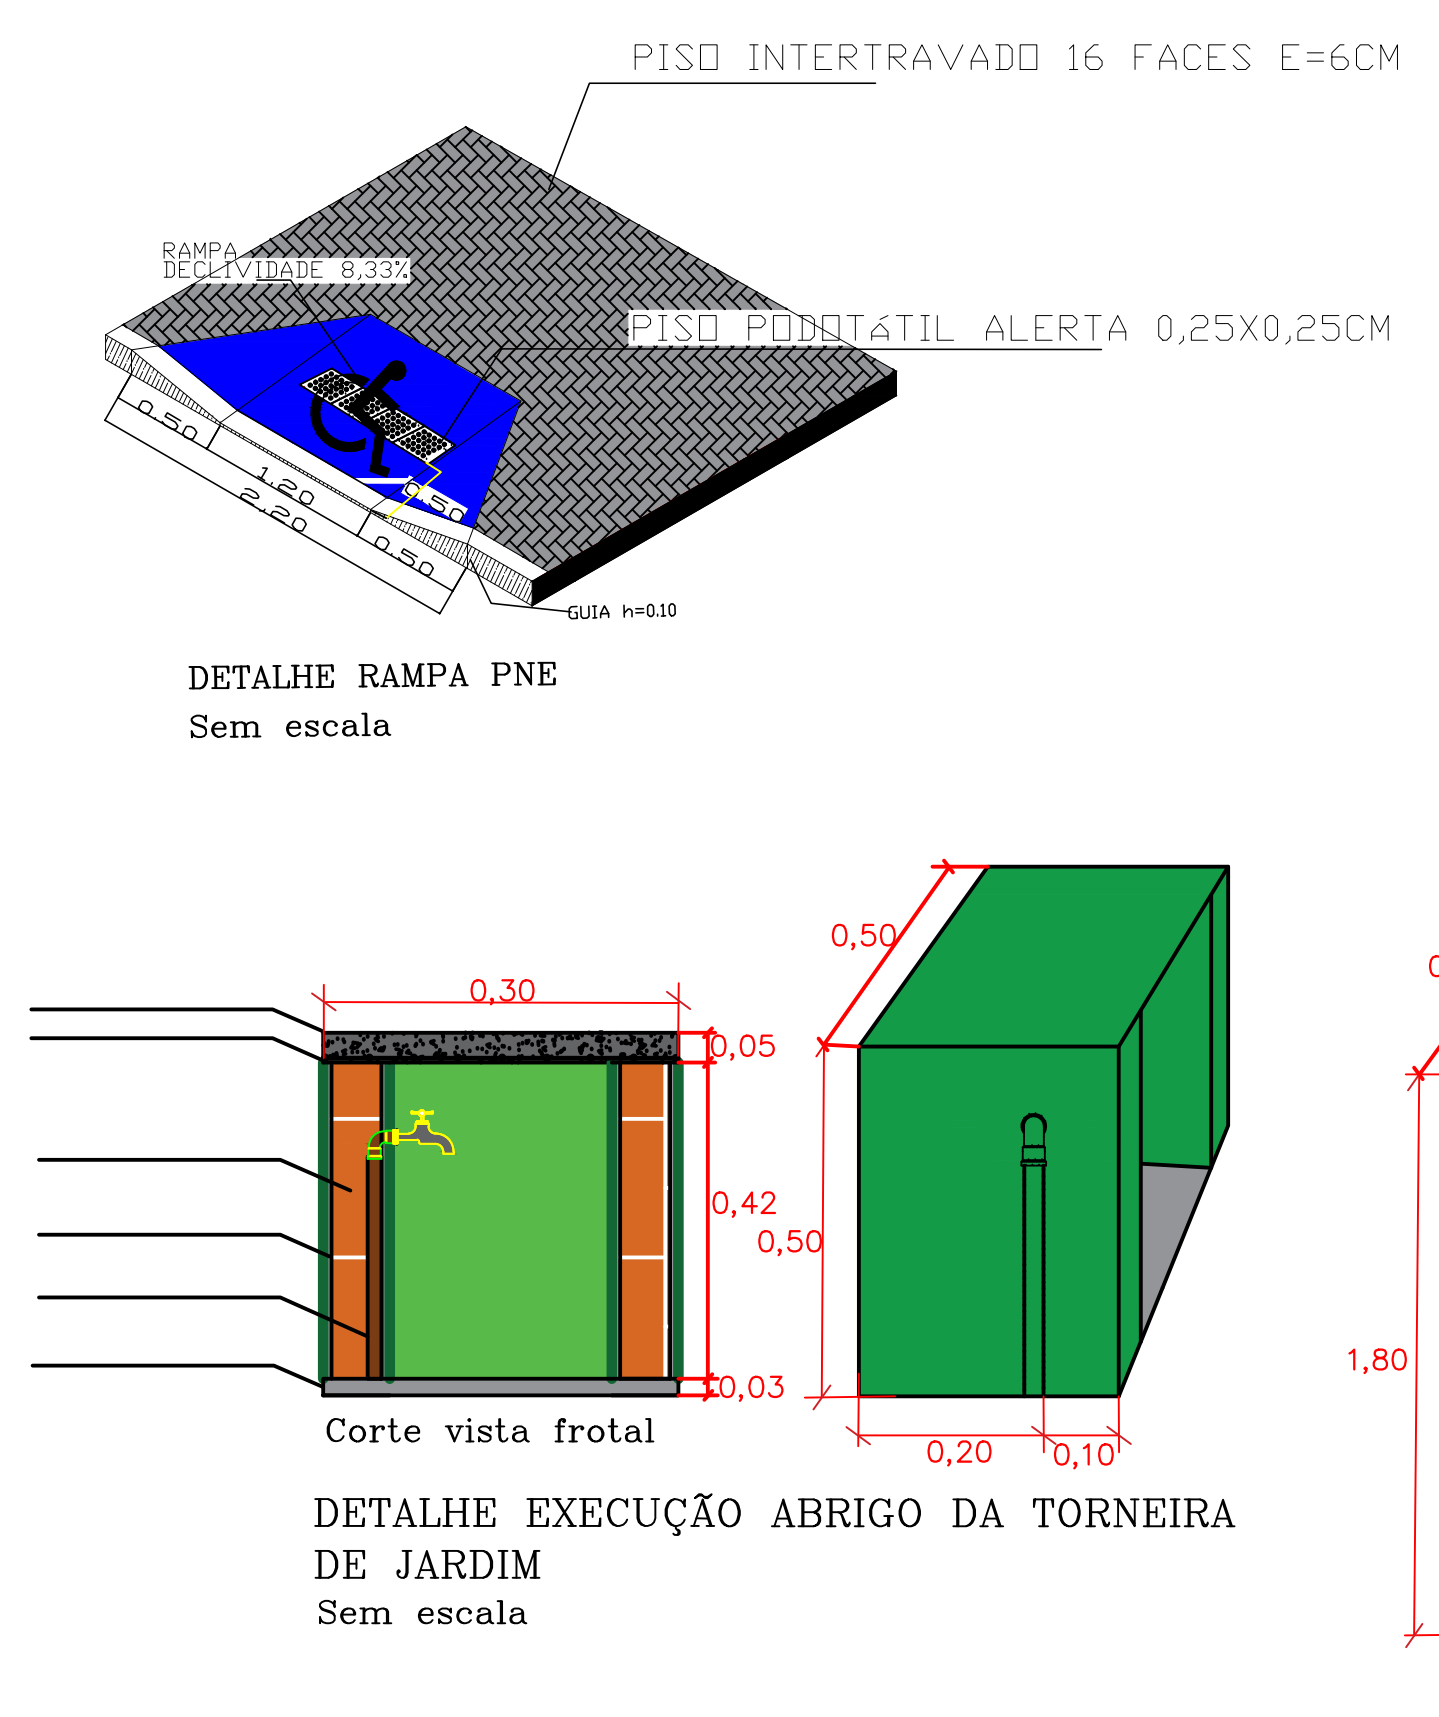 PISO INTERTRAVADO 16 FACES E=6CM
RAMPA
DECLIVIDADE 8,33%
PISO PODOTáTIL ALERTA 0,25X0,25CM
0.50
1.20
2.20
0.50
0.50
GUIA h=0.10
DETALHE RAMPA PNE
Sem escala
0,50
0,30
0,05
0,42
0,50
1,80
0,03
Corte vista frotal
0,20
0,10
DETALHE EXECUÇÃO ABRIGO DA TORNEIRA
DE JARDIM
Sem escala